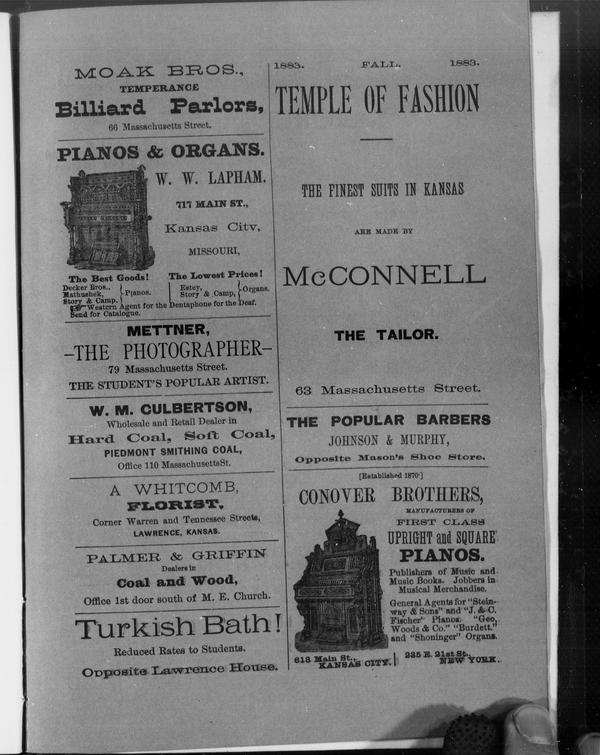 MOAK BROS.,
TEMPERANCE
Billiard Parlors,
66 Massachusetts Street.
PIANOS & ORGANS.
W. W. LAPHAM.
717 MAIN ST.,
Kansas City,
MISSOURI,
The Best Goods! The Lowest Prices!
Decker Bros.,
Mathushek,
Story & Camp.
Pianos.
Estey,
Story & Camp,
Organs.
☞ Western Agent for the Dentaphone for the Deaf.
Send for Catalogue.
METTNER,
–THE PHOTOGRAPHER–
79 Massachusetts Street.
THE STUDENT'S POPULAR ARTIST.
W. M. CULBERTSON,
Wholesale and Retail Dealer in
Hard Coal, Soft Coal,
PIEDMONT SMITHING COAL,
Office 110 MassachusettsSt.
A WHITCOMB,
FLORIST.
Corner Warren and Tennessee Streets,
LAWRENCE, KANSAS.
PALMER & GRIFFIN
Dealers in
Coal and Wood,
Office 1st door south of M. E. Church.
Turkish Bath!
Reduced Rates to Students.
Opposite Lawrence House.
1883. FALL. 1883.
TEMPLE OF FASHION
THE FINEST SUITS IN KANSAS
ARE MADE BY
McCONNELL
THE TAILOR.
63 Massachusetts Street.
THE POPULAR BARBERS
JOHNSON & MURPHY,
Opposite Mason's Shoe Store.
[Established 1870]
CONOVER BROTHERS,
MANUFACTURERS OF
FIRST CLASS
UPRIGHT and SQUARE
PIANOS.
Publishers of Music and
Music Books. Jobbers in
Musical Merchandise.
General Agents for "Stein-
way & Sons" and "J. & C.
Fischer" Pianos. "Geo.
Woods & Co." "Burdett,"
and "Shoninger" Organs.
613 Main St.,
KANSAS CITY.
235 E. 21st St.,
NEW YORK.